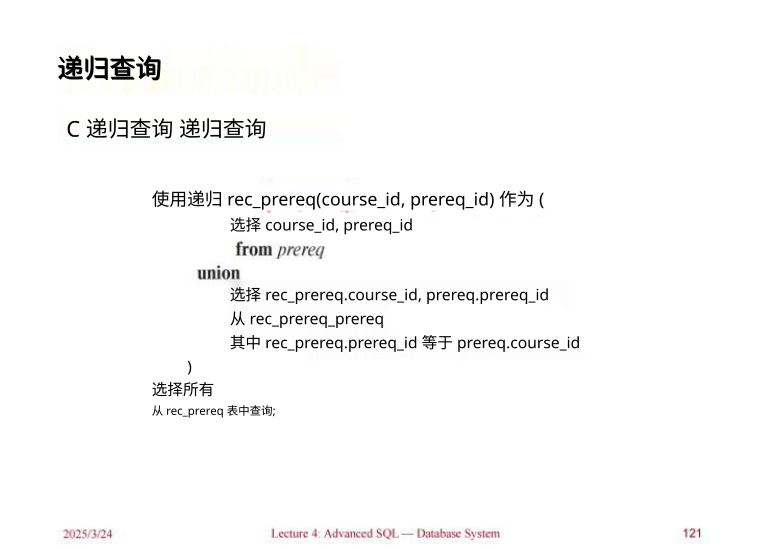 递归查询
C 递归查询 递归查询
使用递归 rec_prereq(course_id, prereq_id) 作为 (
选择 course_id, prereq_id
from prereq
union
选择 rec_prereq.course_id, prereq.prereq_id
从 rec_prereq_prereq
其中 rec_prereq.prereq_id 等于 prereq.course_id
)
选择所有
从 rec_prereq 表中查询;
2025/3/24
Lecture 4: Advanced SQL — Database System
121